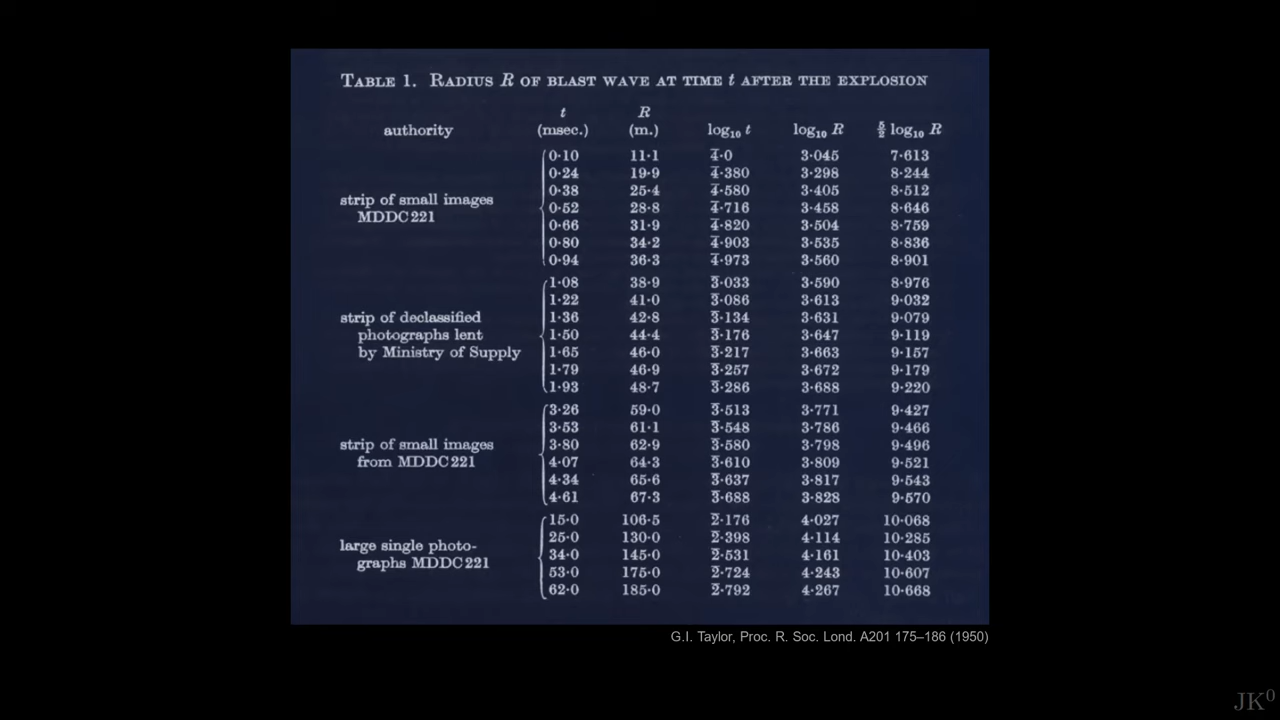 TABLE 1. RADIUS R OF BLAST WAVE AT TIME t AFTER THE EXPLOSION
authority t (msec.) R (m.) log₁₀ t log₁₀ R 5/2 log₁₀ R
0·10 11·1 4̅·0 3·045 7·613
0·24 19·9 4̅·380 3·298 8·244
0·38 25·4 4̅·580 3·405 8·512
strip of small images MDDC 221 0·52 28·8 4̅·716 3·458 8·646
0·66 31·9 4̅·820 3·504 8·759
0·80 34·2 4̅·903 3·535 8·836
0·94 36·3 4̅·973 3·560 8·901
1·08 38·9 3̅·033 3·590 8·976
1·22 41·0 3̅·086 3·613 9·032
strip of declassified 1·36 42·8 3̅·134 3·631 9·079
photographs lent 1·50 44·4 3̅·176 3·647 9·119
by Ministry of Supply 1·65 46·0 3̅·217 3·663 9·157
1·79 46·9 3̅·257 3·672 9·179
1·93 48·7 3̅·286 3·688 9·220
3·26 59·0 3̅·513 3·771 9·427
3·53 61·1 3̅·548 3·786 9·466
strip of small images 3·80 62·9 3̅·580 3·798 9·496
from MDDC 221 4·07 64·3 3̅·610 3·809 9·521
4·34 65·6 3̅·637 3·817 9·543
4·61 67·3 3̅·688 3·828 9·570
15·0 106·5 2̅·176 4·027 10·068
25·0 130·0 2̅·398 4·114 10·285
large single photo- 34·0 145·0 2̅·531 4·161 10·403
graphs MDDC 221 53·0 175·0 2̅·724 4·243 10·607
62·0 185·0 2̅·792 4·267 10·668
G.I. Taylor, Proc. R. Soc. Lond. A201 175–186 (1950)
JK⁰